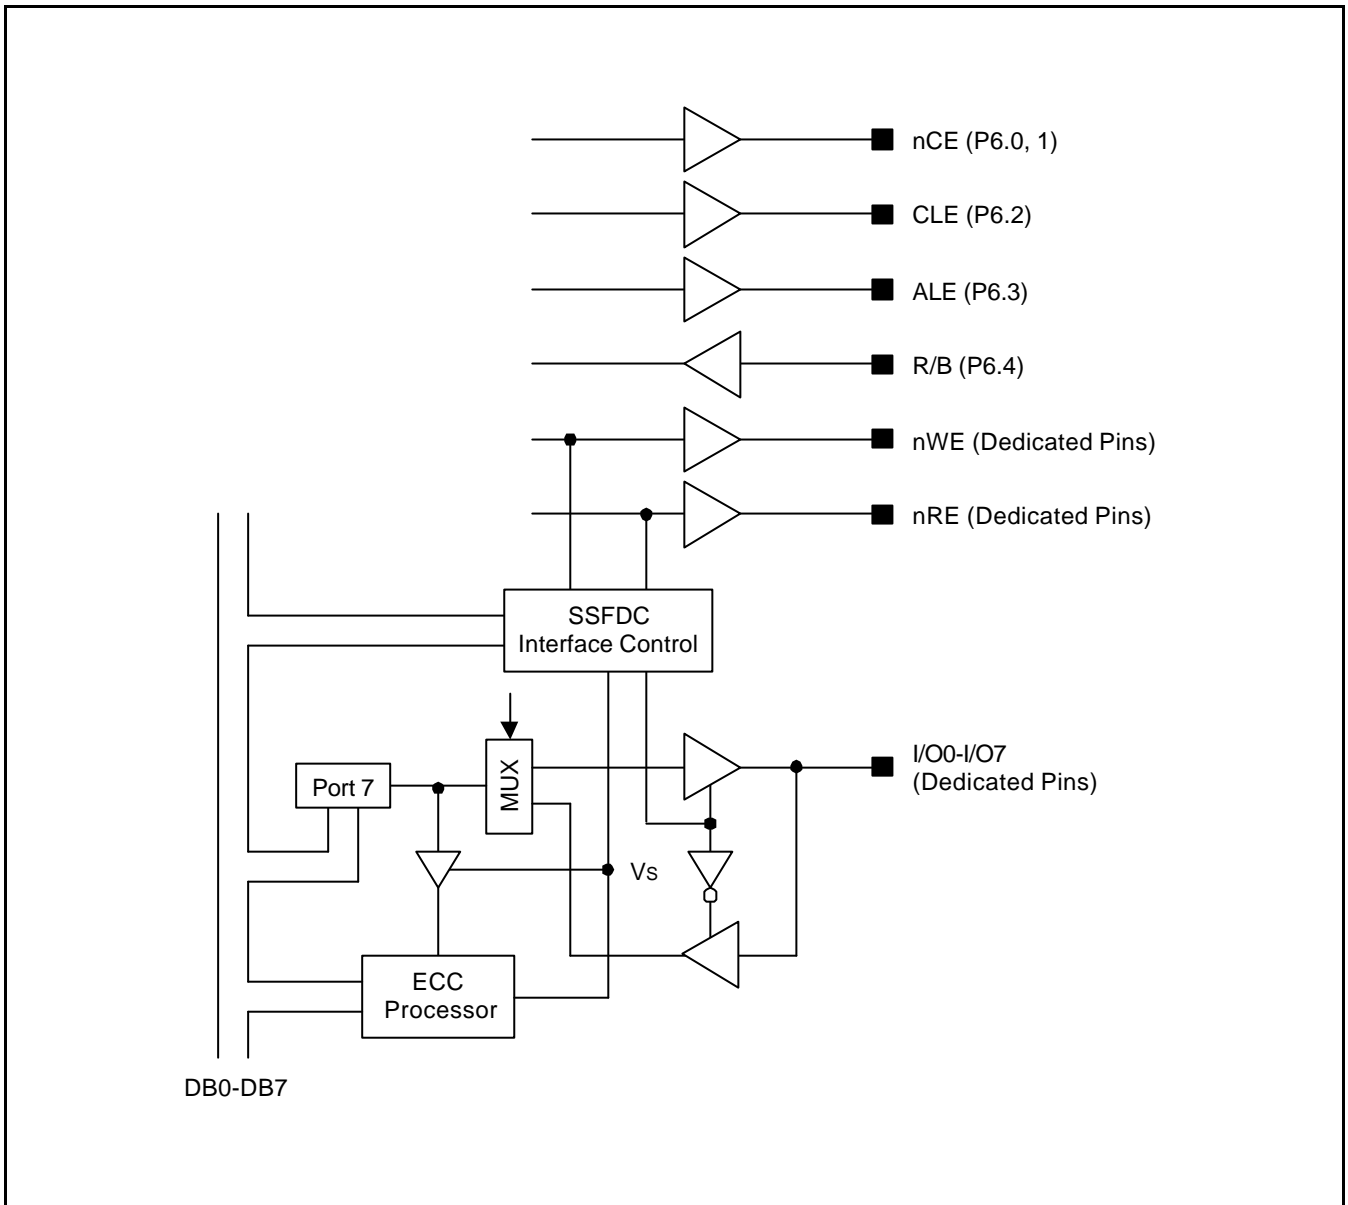 nCE (P6.0, 1)
CLE (P6.2)
ALE (P6.3)
R/B (P6.4)
nWE (Dedicated Pins)
nRE (Dedicated Pins)
SSFDC
Interface Control
MUX
Port 7
I/O0-I/O7
(Dedicated Pins)
Vs
ECC
Processor
DB0-DB7